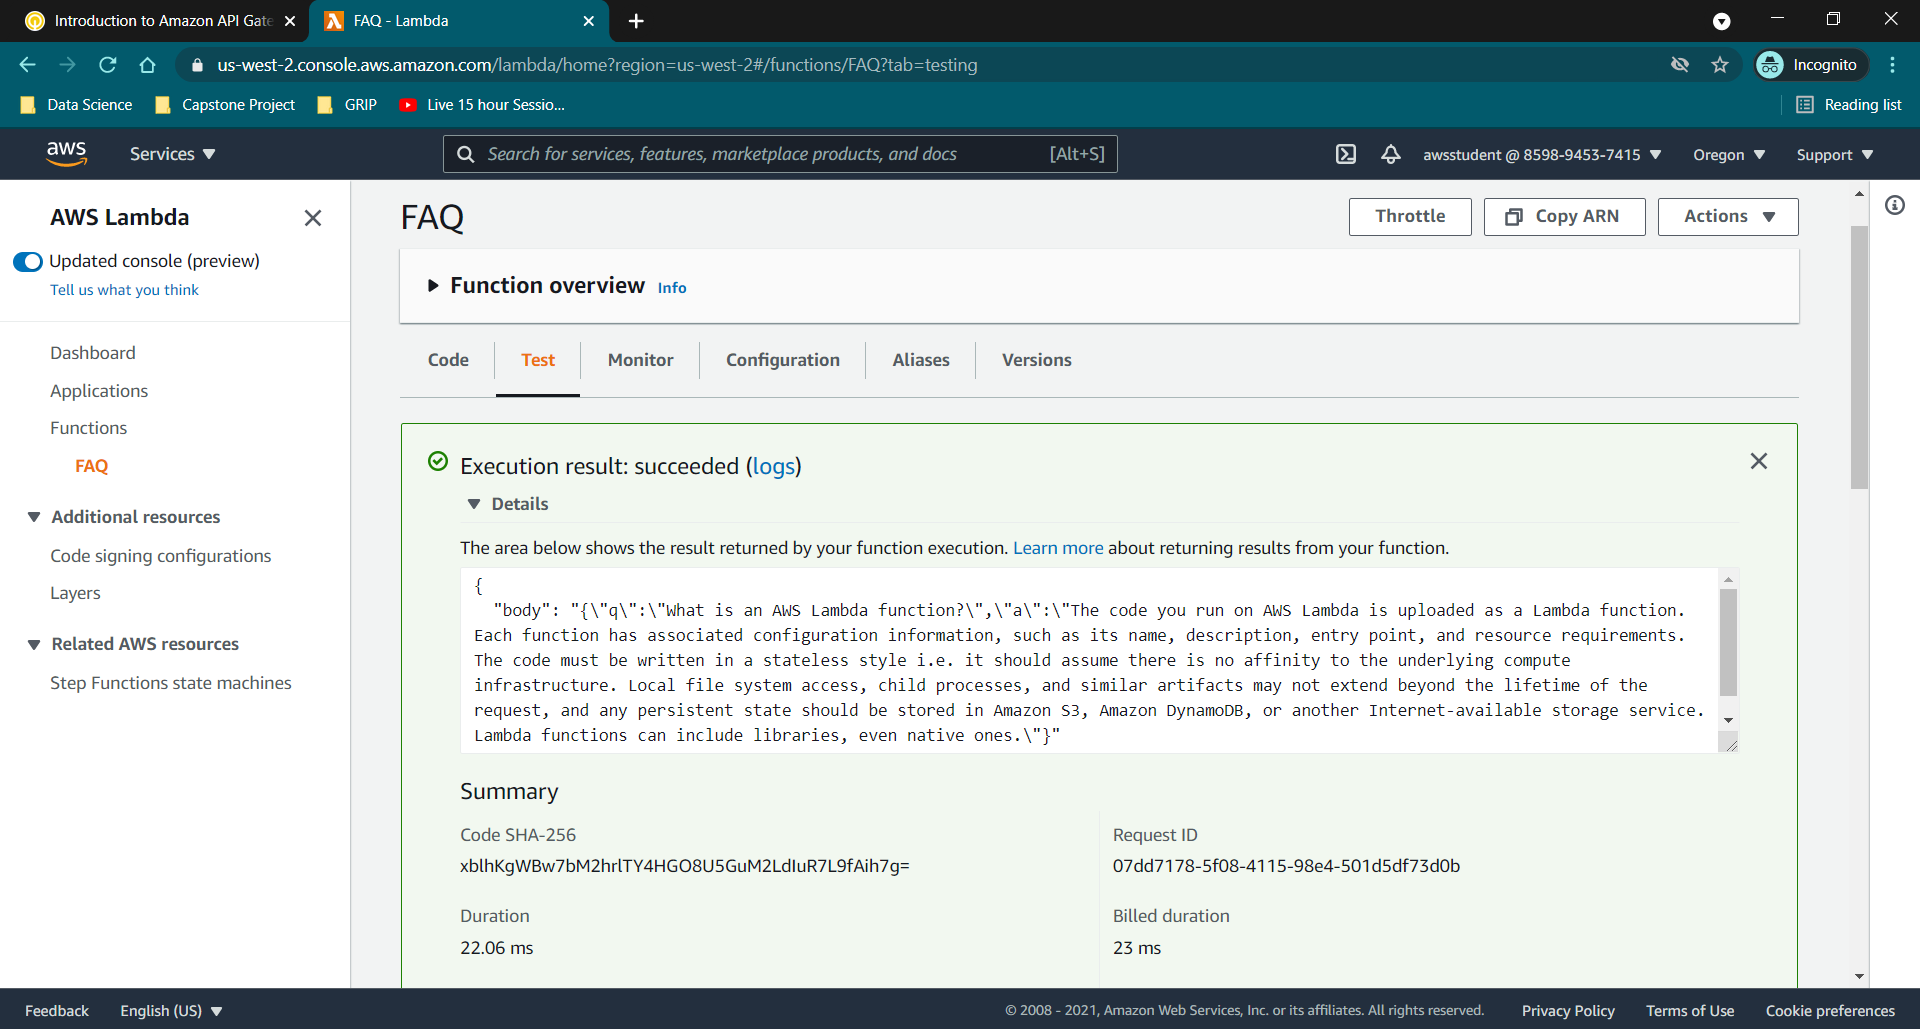 Introduction to Amazon API Gate
FAQ - Lambda
us-west-2.console.aws.amazon.com/lambda/home?region=us-west-2#/functions/FAQ?tab=testing
Incognito
Data Science
Capstone Project
GRIP
Live 15 hour Sessio...
Reading list
aws
Services
Search for services, features, marketplace products, and docs
[Alt+S]
awsstudent @ 8598-9453-7415
Oregon
Support
AWS Lambda
Updated console (preview)
Tell us what you think
Dashboard
Applications
Functions
FAQ
Additional resources
Code signing configurations
Layers
Related AWS resources
Step Functions state machines
FAQ
Throttle
Copy ARN
Actions
Function overview Info
Code
Test
Monitor
Configuration
Aliases
Versions
Execution result: succeeded (logs)
Details
The area below shows the result returned by your function execution. Learn more about returning results from your function.
{
"body": "{\"q\":\"What is an AWS Lambda function?\",\"a\":\"The code you run on AWS Lambda is uploaded as a Lambda function.
Each function has associated configuration information, such as its name, description, entry point, and resource requirements.
The code must be written in a stateless style i.e. it should assume there is no affinity to the underlying compute
infrastructure. Local file system access, child processes, and similar artifacts may not extend beyond the lifetime of the
request, and any persistent state should be stored in Amazon S3, Amazon DynamoDB, or another Internet-available storage service.
Lambda functions can include libraries, even native ones.\"}"
Summary
Code SHA-256
xblhKgWBw7bM2hrlTY4HGO8U5GuM2LdIuR7L9fAih7g=
Request ID
07dd7178-5f08-4115-98e4-501d5df73d0b
Duration
22.06 ms
Billed duration
23 ms
Feedback
English (US)
© 2008 - 2021, Amazon Web Services, Inc. or its affiliates. All rights reserved.
Privacy Policy
Terms of Use
Cookie preferences